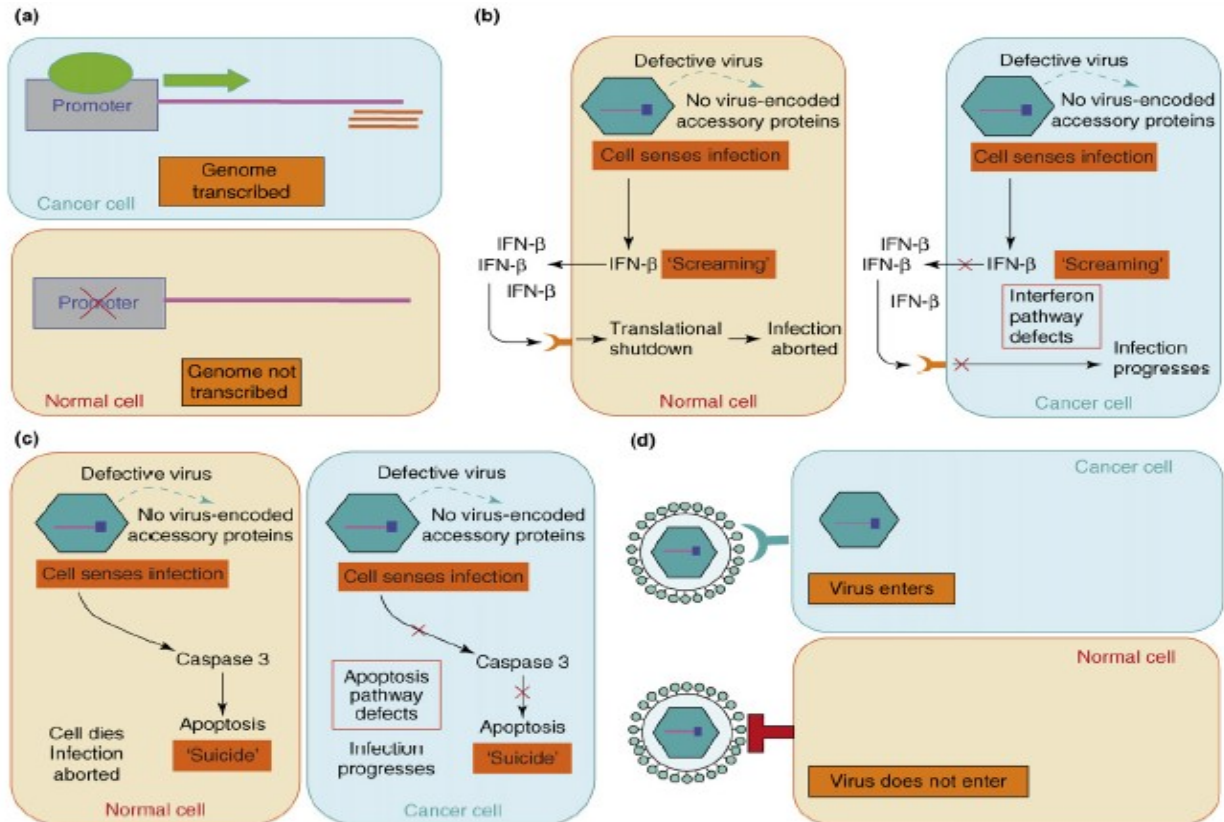 (a)
Promoter
Genome
transcribed
Cancer cell
Promoter
Genome not
transcribed
Normal cell
(b)
Defective virus
No virus-encoded
accessory proteins
Cell senses infection
IFN-β
IFN-β
IFN-β
IFN-β
'Screaming'
Translational
shutdown
Infection
aborted
Normal cell
Defective virus
No virus-encoded
accessory proteins
Cell senses infection
IFN-β
IFN-β
IFN-β
IFN-β
'Screaming'
Interferon
pathway
defects
Infection
progresses
Cancer cell
(c)
Defective virus
No virus-encoded
accessory proteins
Cell senses infection
Caspase 3
Apoptosis
'Suicide'
Cell dies
Infection
aborted
Normal cell
Defective virus
No virus-encoded
accessory proteins
Cell senses infection
Caspase 3
Apoptosis
pathway
defects
Apoptosis
'Suicide'
Infection
progresses
Cancer cell
(d)
Cancer cell
Virus enters
Normal cell
Virus does not enter